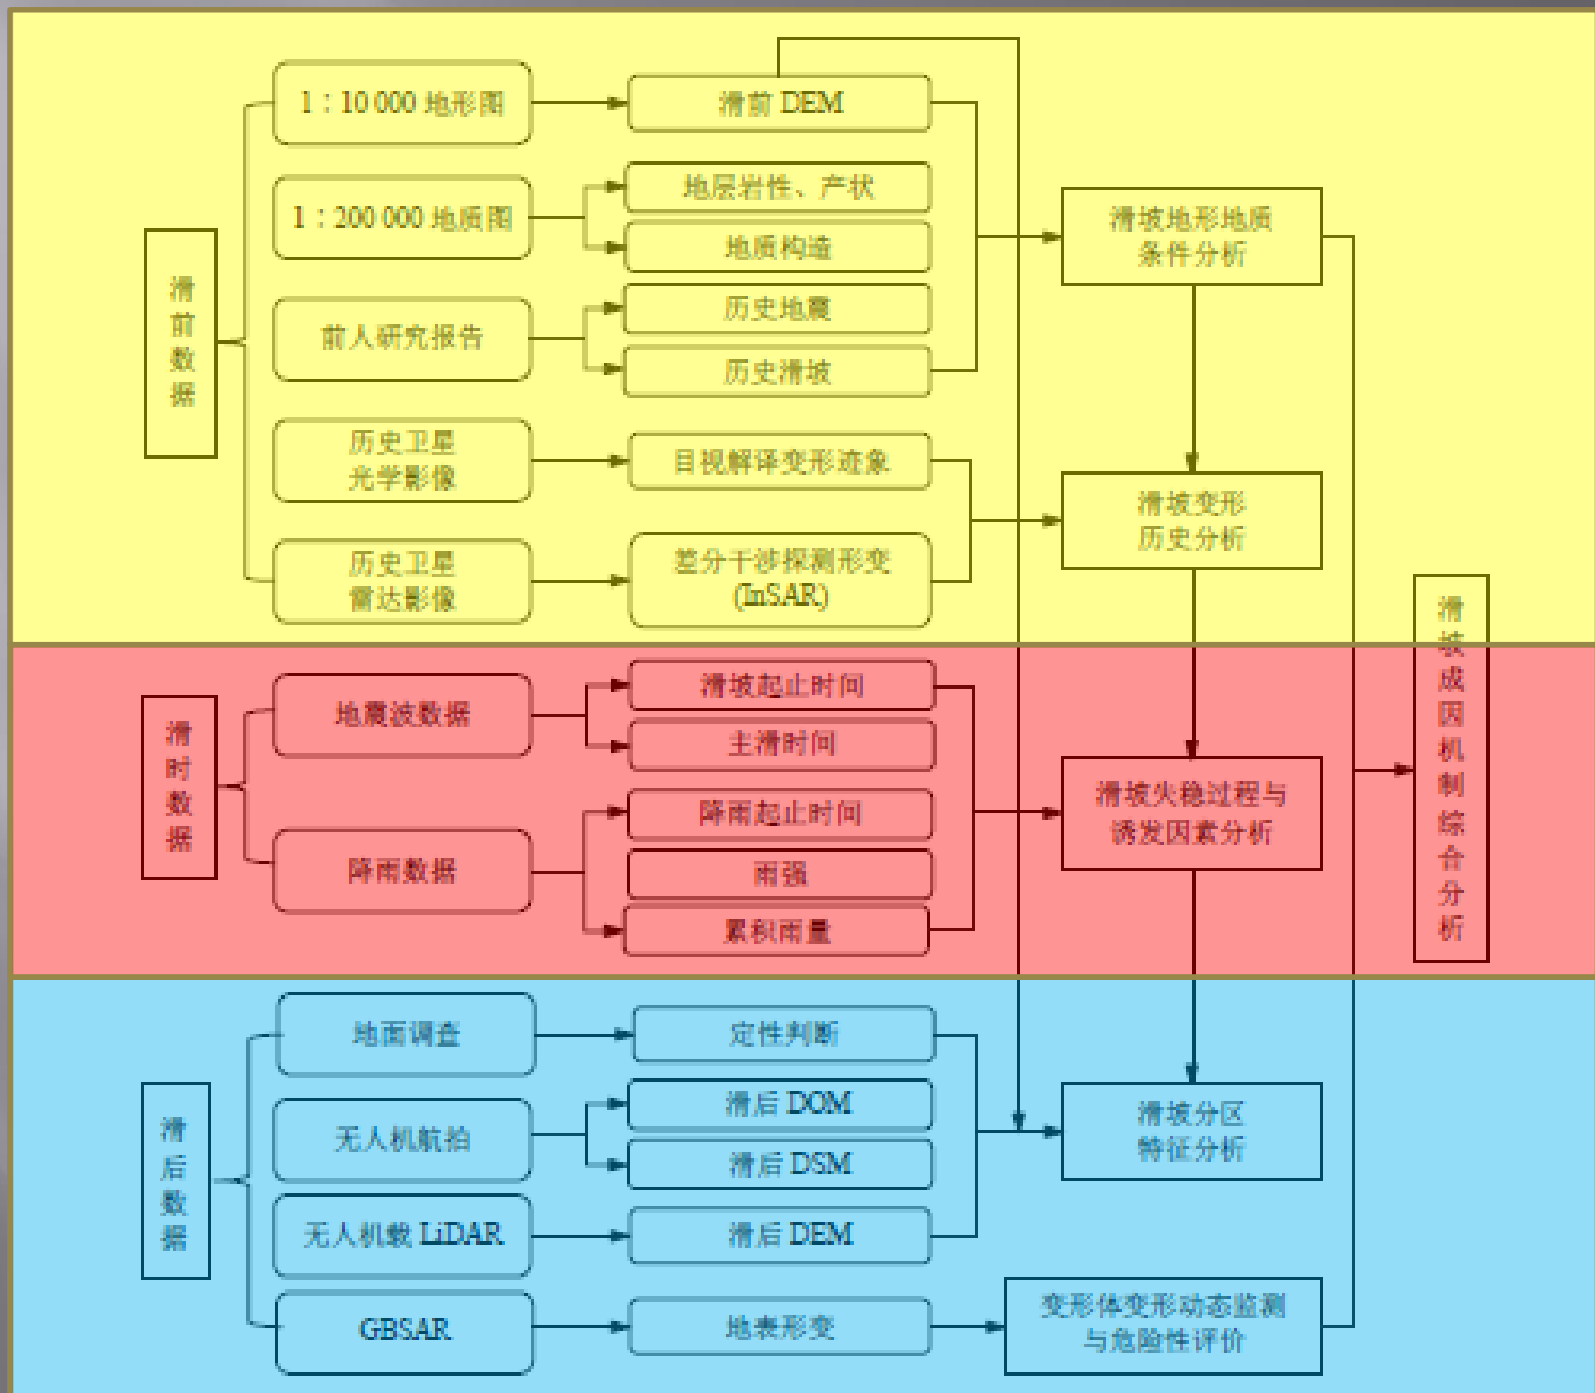 滑前数据
1：10 000 地形图
滑前 DEM
1：200 000 地质图
地层岩性、产状
地质构造
前人研究报告
历史地震
历史滑坡
历史卫星
光学影像
目视解译变形迹象
历史卫星
雷达影像
差分干涉探测形变
(InSAR)
滑坡地形地质
条件分析
滑坡变形
历史分析
滑时数据
地震波数据
滑坡起止时间
主滑时间
降雨数据
降雨起止时间
雨强
累积雨量
滑坡失稳过程与
诱发因素分析
滑坡成因机制综合分析
滑后数据
地面调查
定性判断
无人机航拍
滑后 DOM
滑后 DSM
无人机载 LiDAR
滑后 DEM
GBSAR
地表形变
滑坡分区
特征分析
变形体变形动态监测
与危险性评价